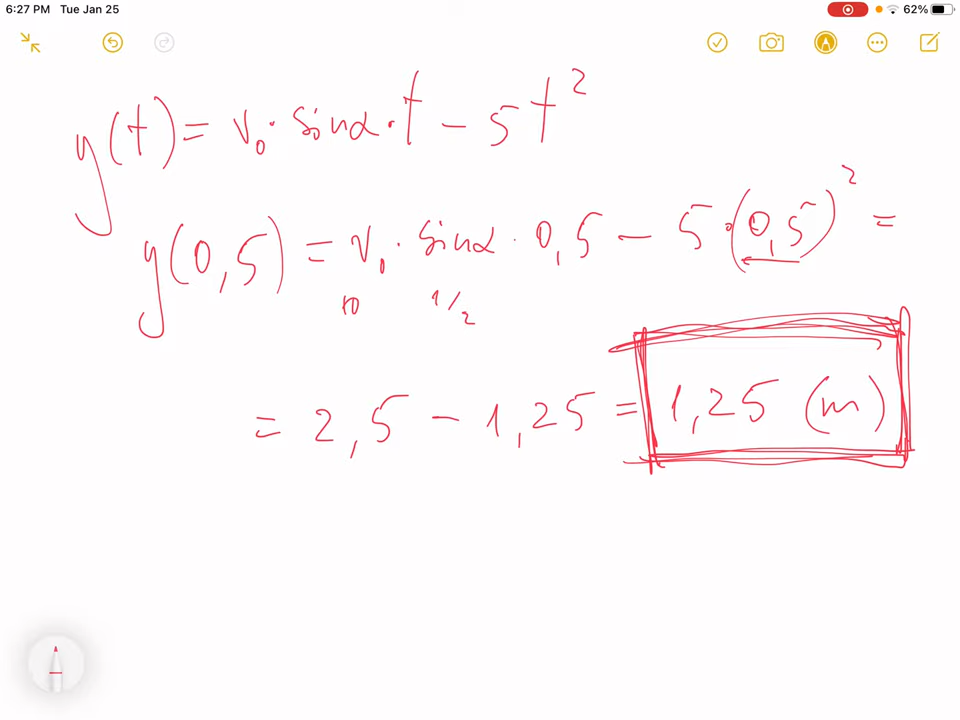 6:27 PM Tue Jan 25 62%
y(t) = v₀ · sinα · t − 5t²
y(0,5) = v₀ · sinα · 0,5 − 5 · (0,5)² =
10 1/2
= 2,5 − 1,25 = 1,25 (m)